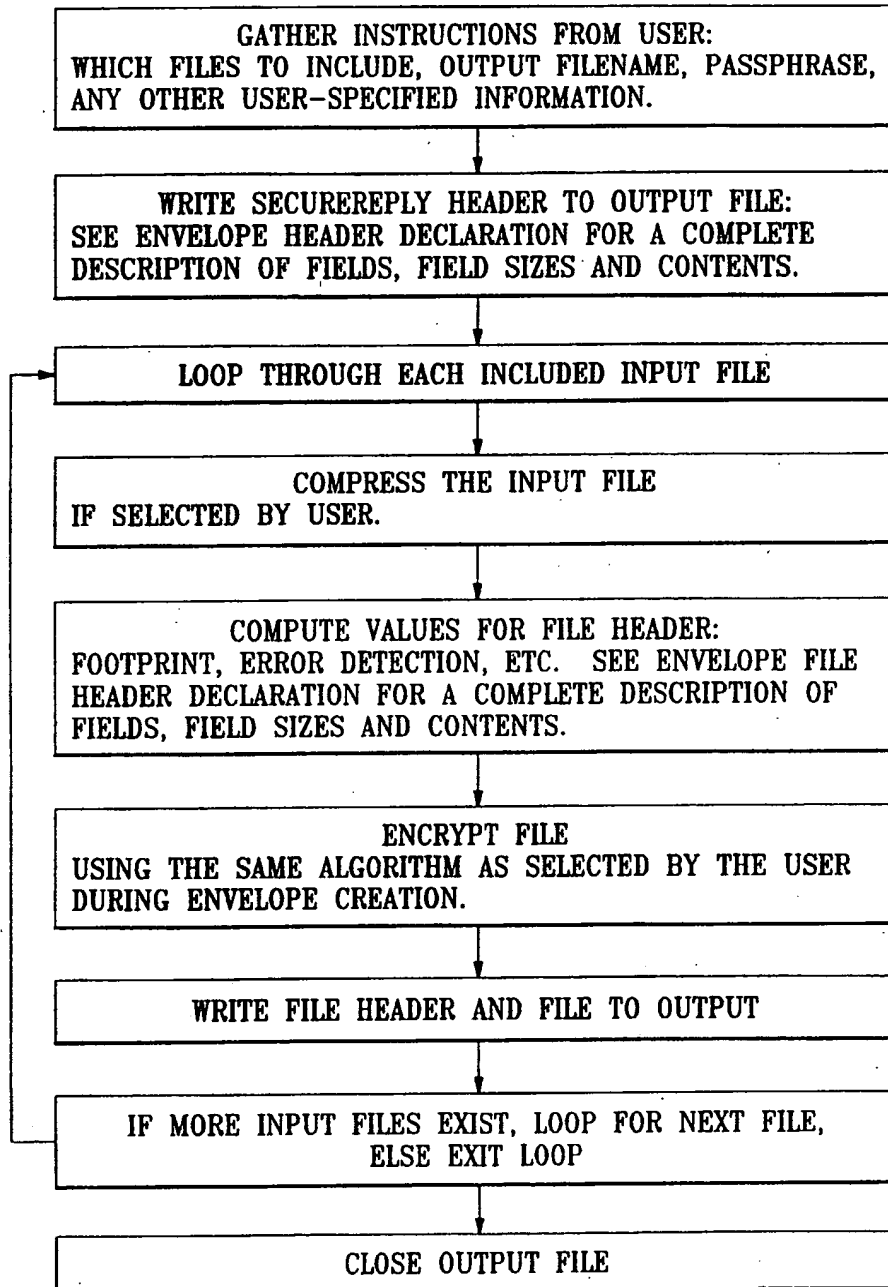 GATHER INSTRUCTIONS FROM USER:
WHICH FILES TO INCLUDE, OUTPUT FILENAME, PASSPHRASE,
ANY OTHER USER-SPECIFIED INFORMATION.
WRITE SECUREREPLY HEADER TO OUTPUT FILE:
SEE ENVELOPE HEADER DECLARATION FOR A COMPLETE
DESCRIPTION OF FIELDS, FIELD SIZES AND CONTENTS.
LOOP THROUGH EACH INCLUDED INPUT FILE
COMPRESS THE INPUT FILE
IF SELECTED BY USER.
COMPUTE VALUES FOR FILE HEADER:
FOOTPRINT, ERROR DETECTION, ETC. SEE ENVELOPE FILE
HEADER DECLARATION FOR A COMPLETE DESCRIPTION OF
FIELDS, FIELD SIZES AND CONTENTS.
ENCRYPT FILE
USING THE SAME ALGORITHM AS SELECTED BY THE USER
DURING ENVELOPE CREATION.
WRITE FILE HEADER AND FILE TO OUTPUT
IF MORE INPUT FILES EXIST, LOOP FOR NEXT FILE,
ELSE EXIT LOOP
CLOSE OUTPUT FILE